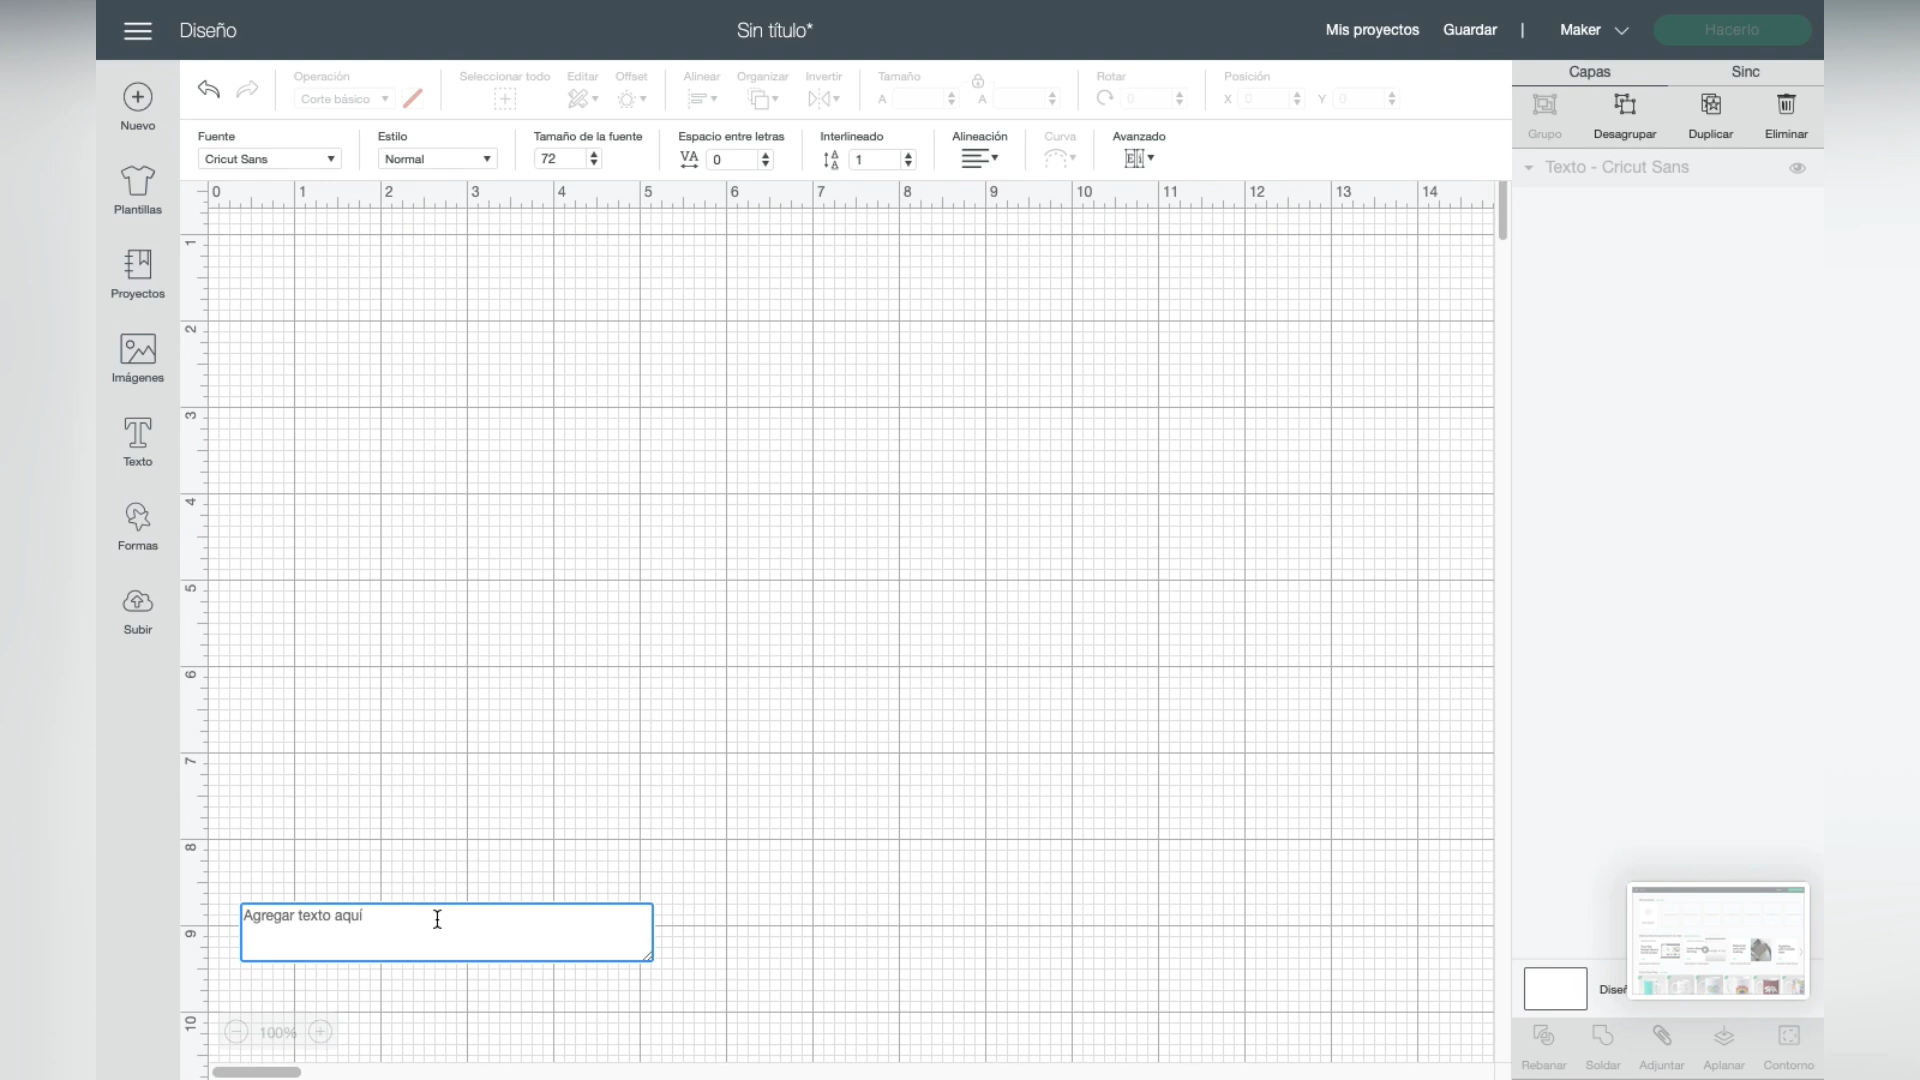 Diseño
Sin título*
Mis proyectos Guardar | Maker Hacerlo
Nuevo
Plantillas
Proyectos
Imágenes
Texto
Formas
Subir
Operación Seleccionar todo Editar Offset Alinear Organizar Invertir Tamaño Rotar Posición
Corte básico A A 0 X 0 Y 0
Fuente Estilo Tamaño de la fuente Espacio entre letras Interlineado Alineación Curva Avanzado
Cricut Sans Normal 72 VA 0 1
0 1 2 3 4 5 6 7 8 9 10 11 12 13 14
1
2
3
4
5
6
7
8
9
10
Agregar texto aquí
100%
Capas Sinc
Grupo Desagrupar Duplicar Eliminar
Texto - Cricut Sans
Diseñ
Rebanar Soldar Adjuntar Aplanar Contorno